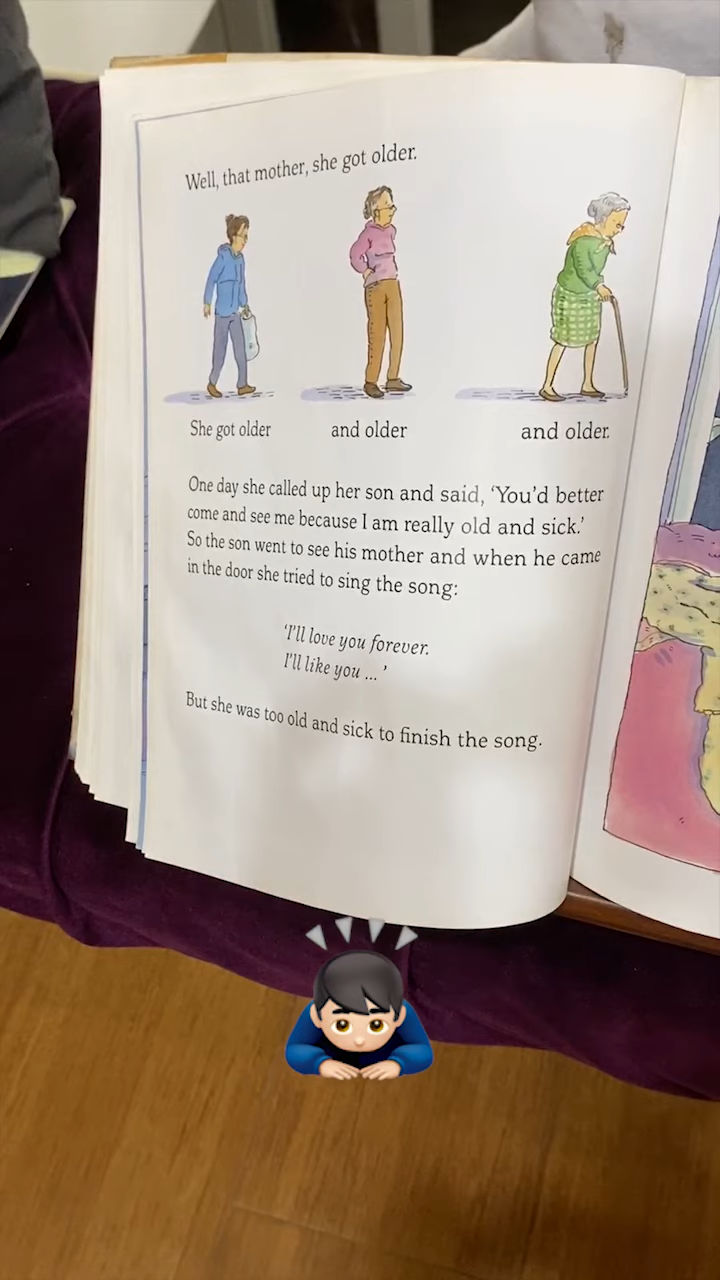 Well, that mother, she got older.
She got older
and older
and older.
One day she called up her son and said, ‘You’d better
come and see me because I am really old and sick.’
So the son went to see his mother and when he came
in the door she tried to sing the song:
‘I’ll love you forever.
I’ll like you ... ’
But she was too old and sick to finish the song.